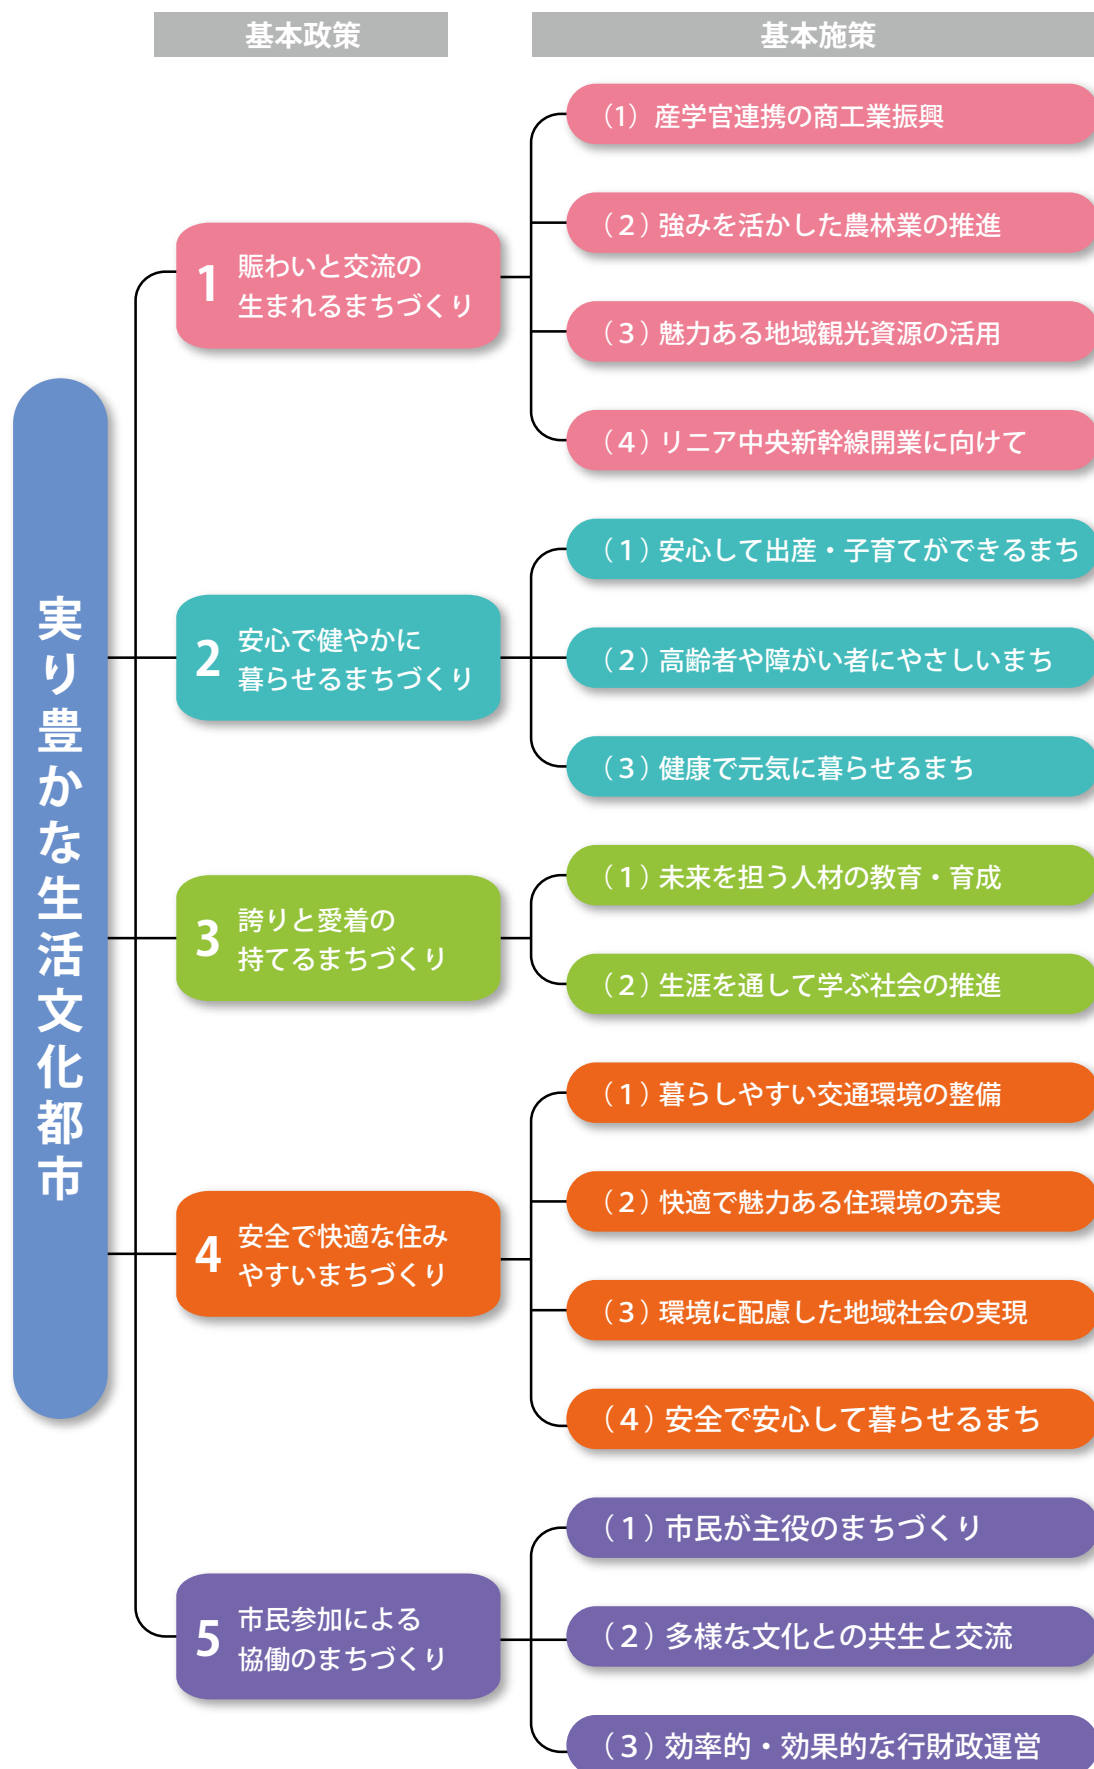 基本政策
基本施策
実り豊かな生活文化都市
1 賑わいと交流の
生まれるまちづくり
(1) 産学官連携の商工業振興
(2) 強みを活かした農林業の推進
(3) 魅力ある地域観光資源の活用
(4) リニア中央新幹線開業に向けて
2 安心で健やかに
暮らせるまちづくり
(1) 安心して出産・子育てができるまち
(2) 高齢者や障がい者にやさしいまち
(3) 健康で元気に暮らせるまち
3 誇りと愛着の
持てるまちづくり
(1) 未来を担う人材の教育・育成
(2) 生涯を通して学ぶ社会の推進
4 安全で快適な住み
やすいまちづくり
(1) 暮らしやすい交通環境の整備
(2) 快適で魅力ある住環境の充実
(3) 環境に配慮した地域社会の実現
(4) 安全で安心して暮らせるまち
5 市民参加による
協働のまちづくり
(1) 市民が主役のまちづくり
(2) 多様な文化との共生と交流
(3) 効率的・効果的な行財政運営